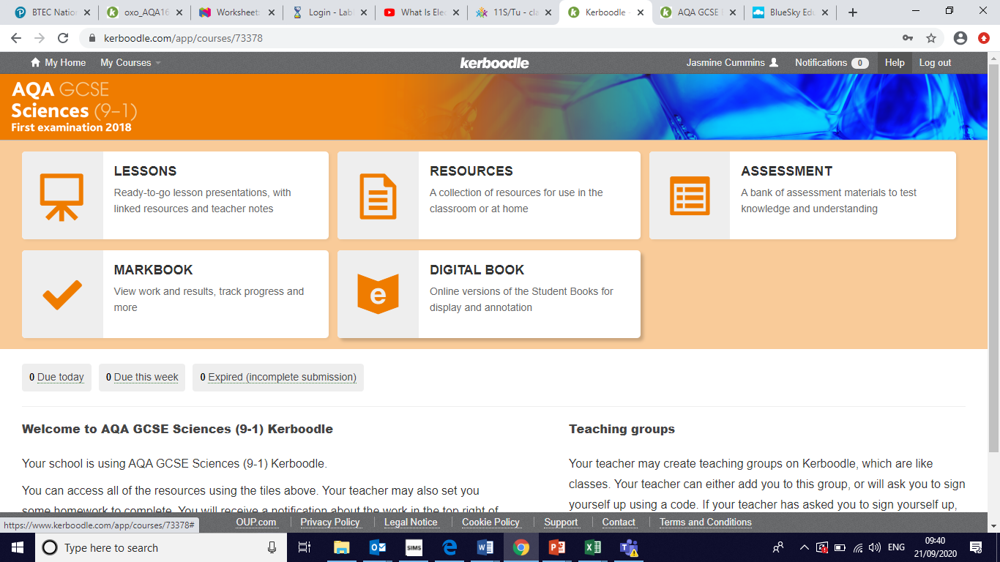 BTEC Nation
oxo_AQA16
Worksheets
Login - Lab
What Is Elec
11S/Tu - cla
Kerboodle -
AQA GCSE
BlueSky Edu
kerboodle.com/app/courses/73378
My Home
My Courses
kerboodle
Jasmine Cummins
Notifications 0
Help
Log out
AQA GCSE
Sciences (9–1)
First examination 2018
LESSONS
Ready-to-go lesson presentations, with
linked resources and teacher notes
RESOURCES
A collection of resources for use in the
classroom or at home
ASSESSMENT
A bank of assessment materials to test
knowledge and understanding
MARKBOOK
View work and results, track progress and
more
e
DIGITAL BOOK
Online versions of the Student Books for
display and annotation
0 Due today
0 Due this week
0 Expired (incomplete submission)
Welcome to AQA GCSE Sciences (9-1) Kerboodle
Your school is using AQA GCSE Sciences (9-1) Kerboodle.
You can access all of the resources using the tiles above. Your teacher may also set you
some homework to complete. You will receive a notification about the work in the top right of
Teaching groups
Your teacher may create teaching groups on Kerboodle, which are like
classes. Your teacher can either add you to this group, or will ask you to sign
yourself up using a code. If your teacher has asked you to sign yourself up,
https://www.kerboodle.com/app/courses/73378#
OUP.com
Privacy Policy
Legal Notice
Cookie Policy
Support
Contact
Terms and Conditions
Type here to search
SIMS
ENG
09:40
21/09/2020